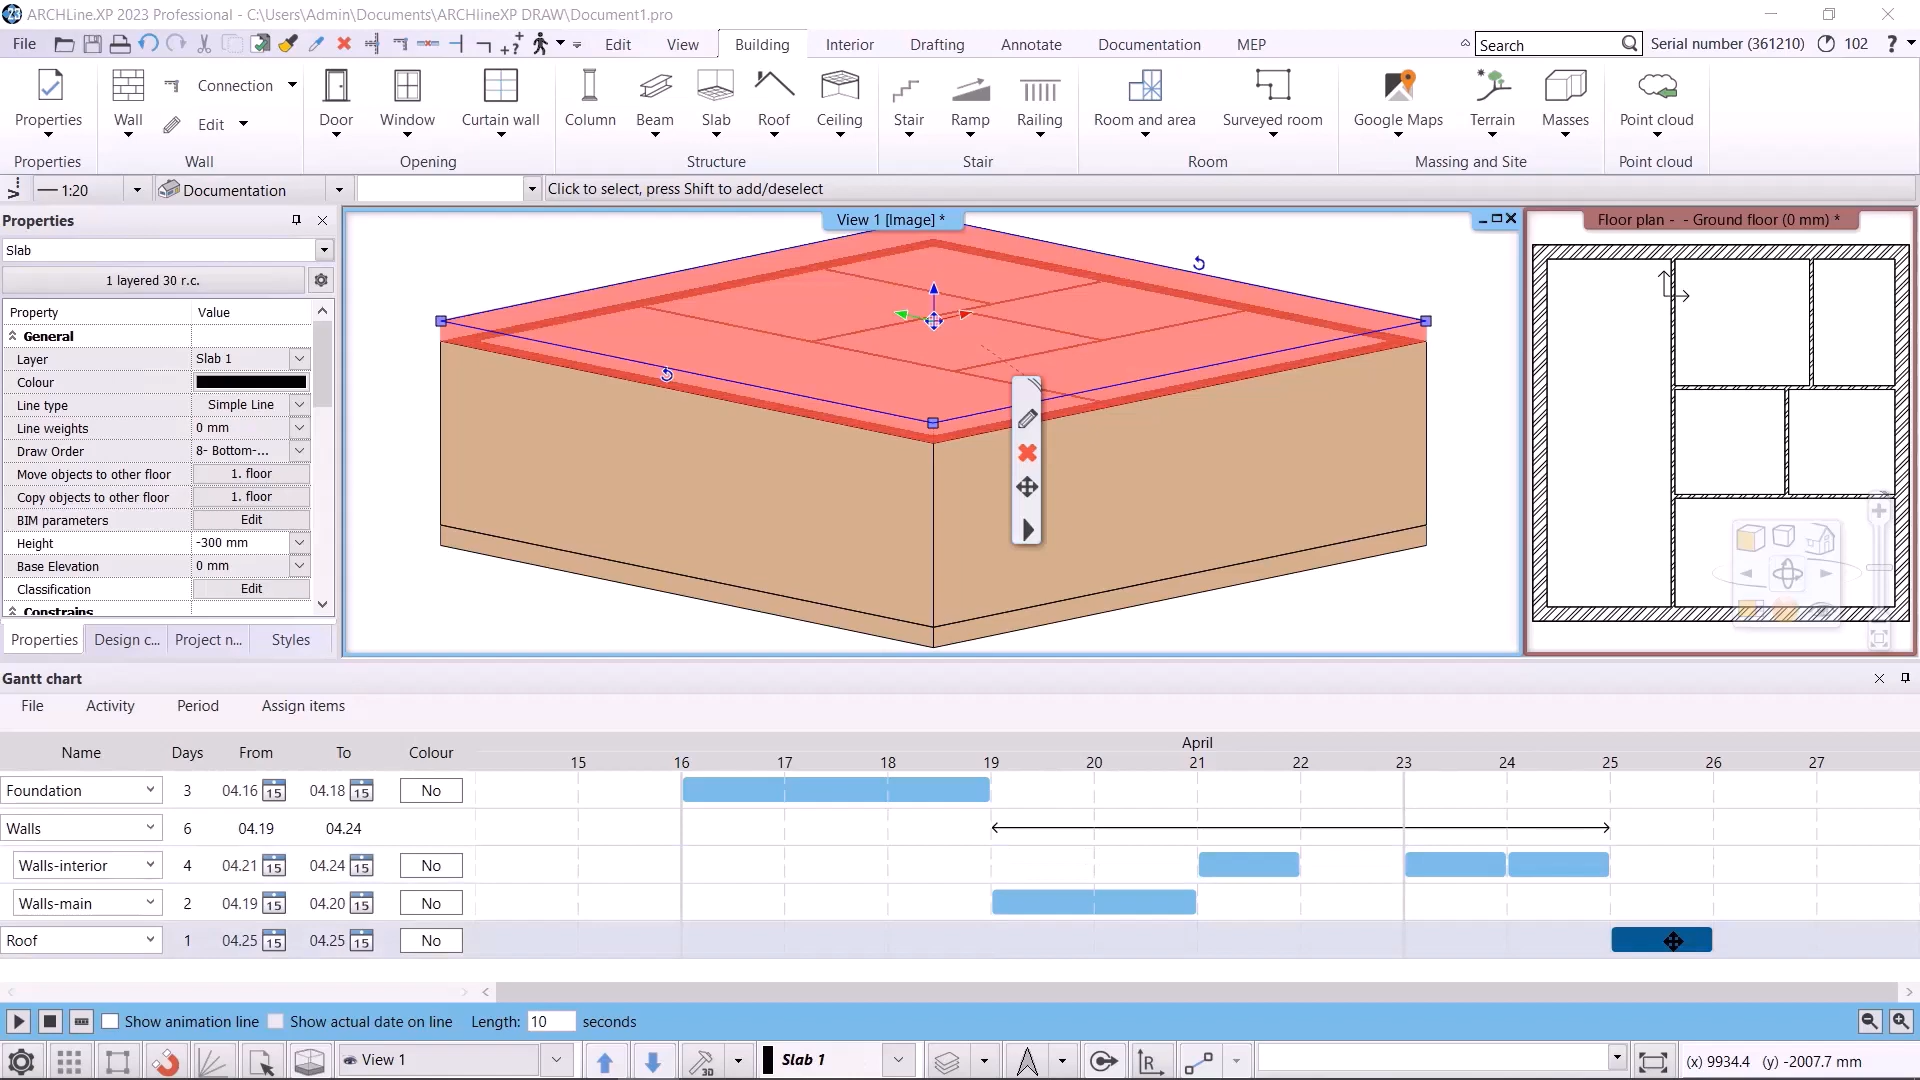 ARCHLine.XP 2023 Professional - C:\Users\Admin\Documents\ARCHlineXP DRAW\Document1.pro
File Edit View Building Interior Drafting Annotate Documentation MEP Search Serial number (361210) 102 ?
Connection
Edit
Properties Wall Door Window Curtain wall Column Beam Slab Roof Ceiling Stair Ramp Railing Room and area Surveyed room Google Maps Terrain Masses Point cloud
Properties Wall Opening Structure Stair Room Massing and Site Point cloud
1:20 Documentation Click to select, press Shift to add/deselect
Properties
View 1 [Image] *
Floor plan - - Ground floor (0 mm) *
Slab
1 layered 30 r.c.
Property Value
General
Layer Slab 1
Colour
Line type Simple Line
Line weights 0 mm
Draw Order 8- Bottom-...
Move objects to other floor 1. floor
Copy objects to other floor 1. floor
BIM parameters Edit
Height -300 mm
Base Elevation 0 mm
Classification Edit
Constrains
Properties Design c... Project n... Styles
Gantt chart
File Activity Period Assign items
Name Days From To Colour April
15 16 17 18 19 20 21 22 23 24 25 26 27
Foundation 3 04.16 15 04.18 15 No
Walls 6 04.19 04.24
Walls-interior 4 04.21 15 04.24 15 No
Walls-main 2 04.19 15 04.20 15 No
Roof 1 04.25 15 04.25 15 No
Show animation line Show actual date on line Length: 10 seconds
View 1 3D Slab 1 R (x) 9934.4 (y) -2007.7 mm